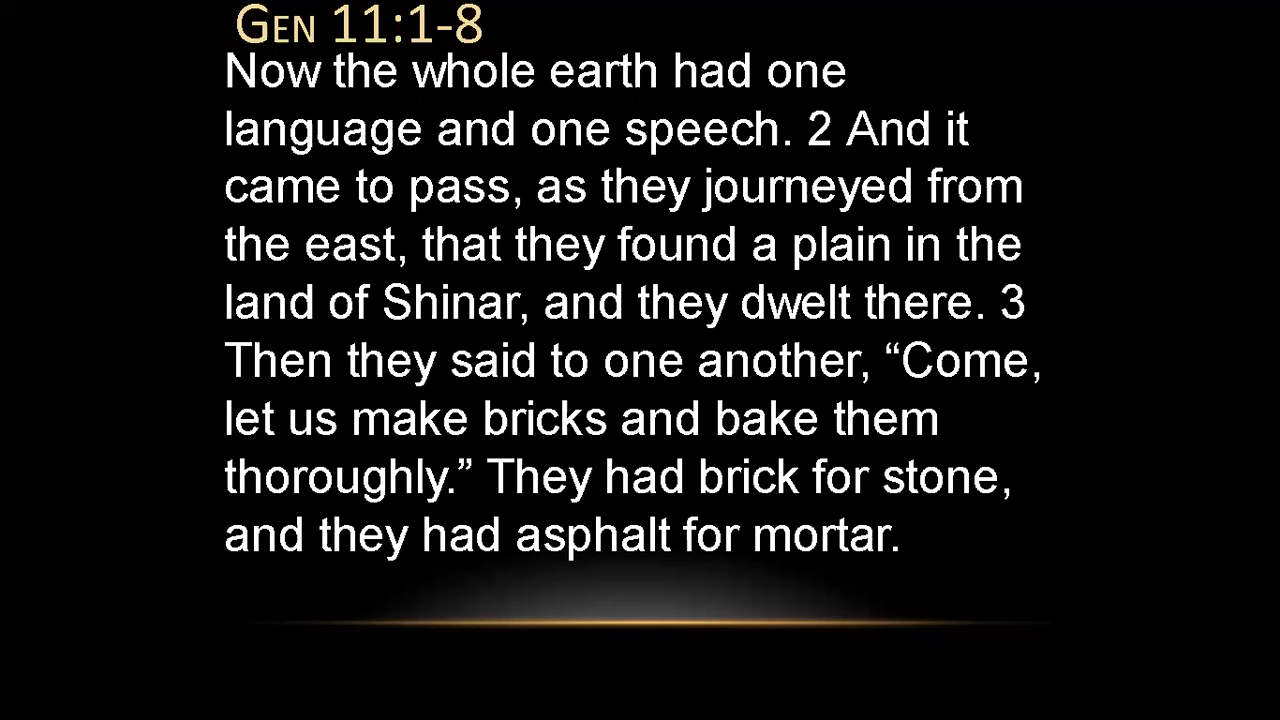 Gen 11:1-8
Now the whole earth had one
language and one speech. 2 And it
came to pass, as they journeyed from
the east, that they found a plain in the
land of Shinar, and they dwelt there. 3
Then they said to one another, “Come,
let us make bricks and bake them
thoroughly.” They had brick for stone,
and they had asphalt for mortar.